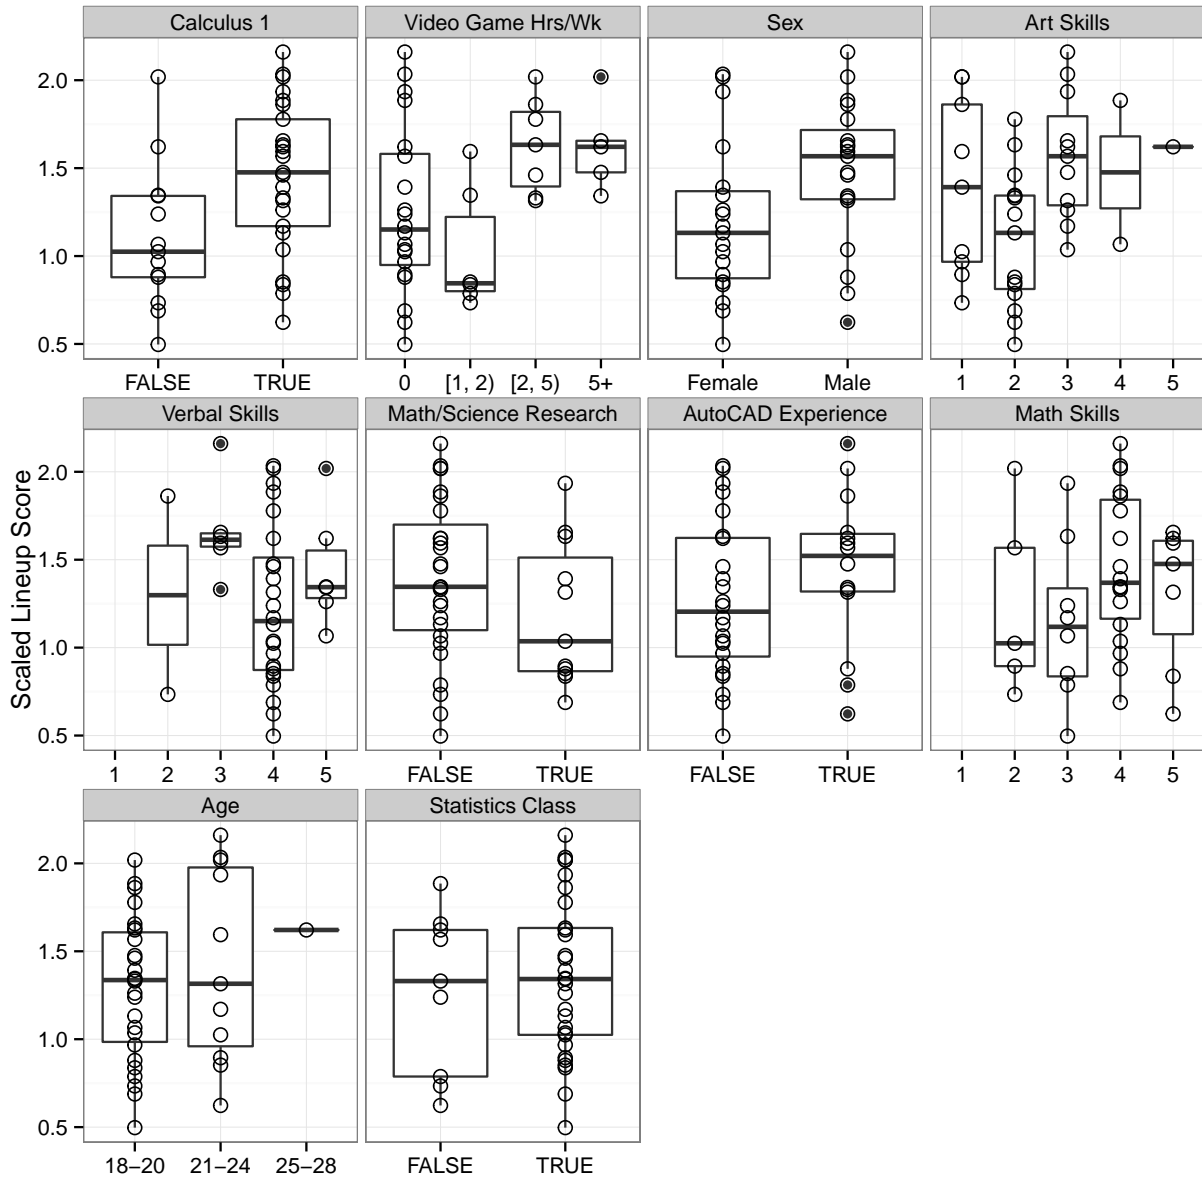 Calculus 1 Video Game Hrs/Wk Sex Art Skills
2.0
1.5
1.0
0.5
FALSE TRUE 0 [1, 2) [2, 5) 5+ Female Male 1 2 3 4 5
Verbal Skills Math/Science Research AutoCAD Experience Math Skills
Scaled Lineup Score
2.0
1.5
1.0
0.5
1 2 3 4 5 FALSE TRUE FALSE TRUE 1 2 3 4 5
Age Statistics Class
2.0
1.5
1.0
0.5
18–20 21–24 25–28 FALSE TRUE